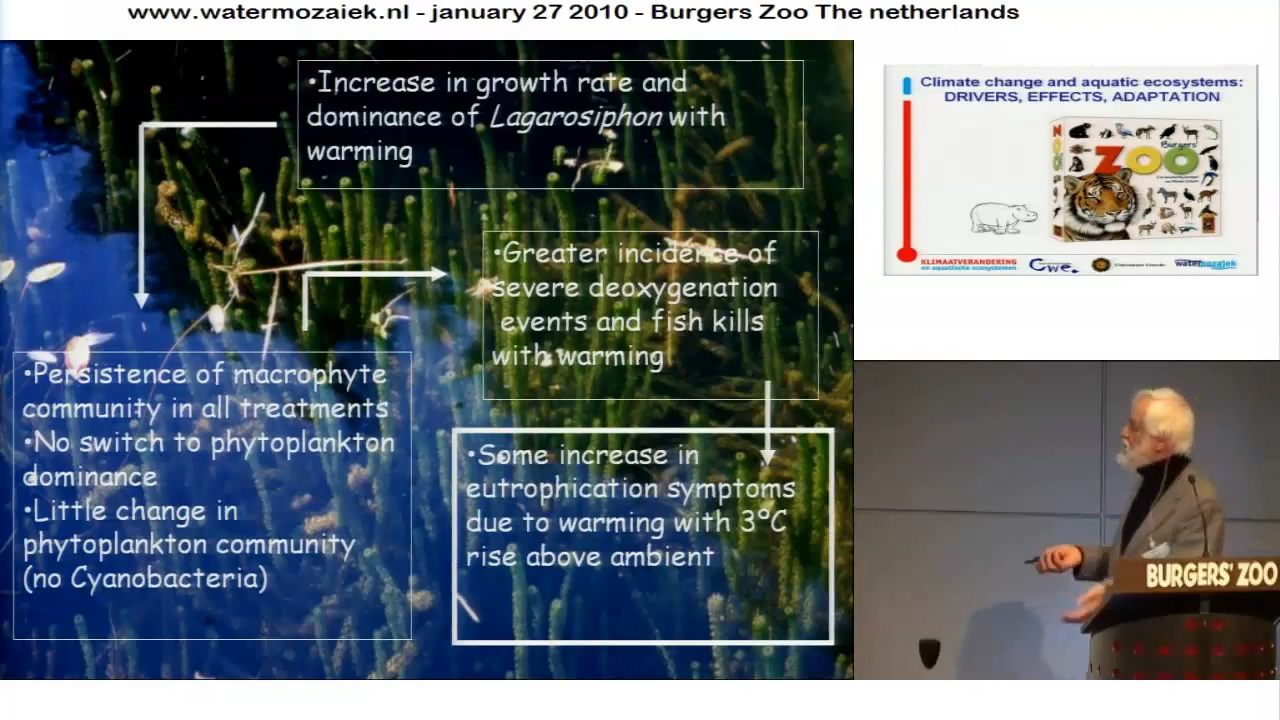 www.watermozaiek.nl - january 27 2010 - Burgers Zoo The netherlands
•Increase in growth rate and
dominance of Lagarosiphon with
warming
•Greater incidence of
severe deoxygenation
events and fish kills
with warming
•Persistence of macrophyte
community in all treatments
•No switch to phytoplankton
dominance
•Little change in
phytoplankton community
(no Cyanobacteria)
•Some increase in
eutrophication symptoms
due to warming with 3°C
rise above ambient
Climate change and aquatic ecosystems:
DRIVERS, EFFECTS, ADAPTATION
Burgers'
ZOO
KLIMAATVERANDERING
en aquatische ecosystemen
watermozaiek
BURGERS' ZOO